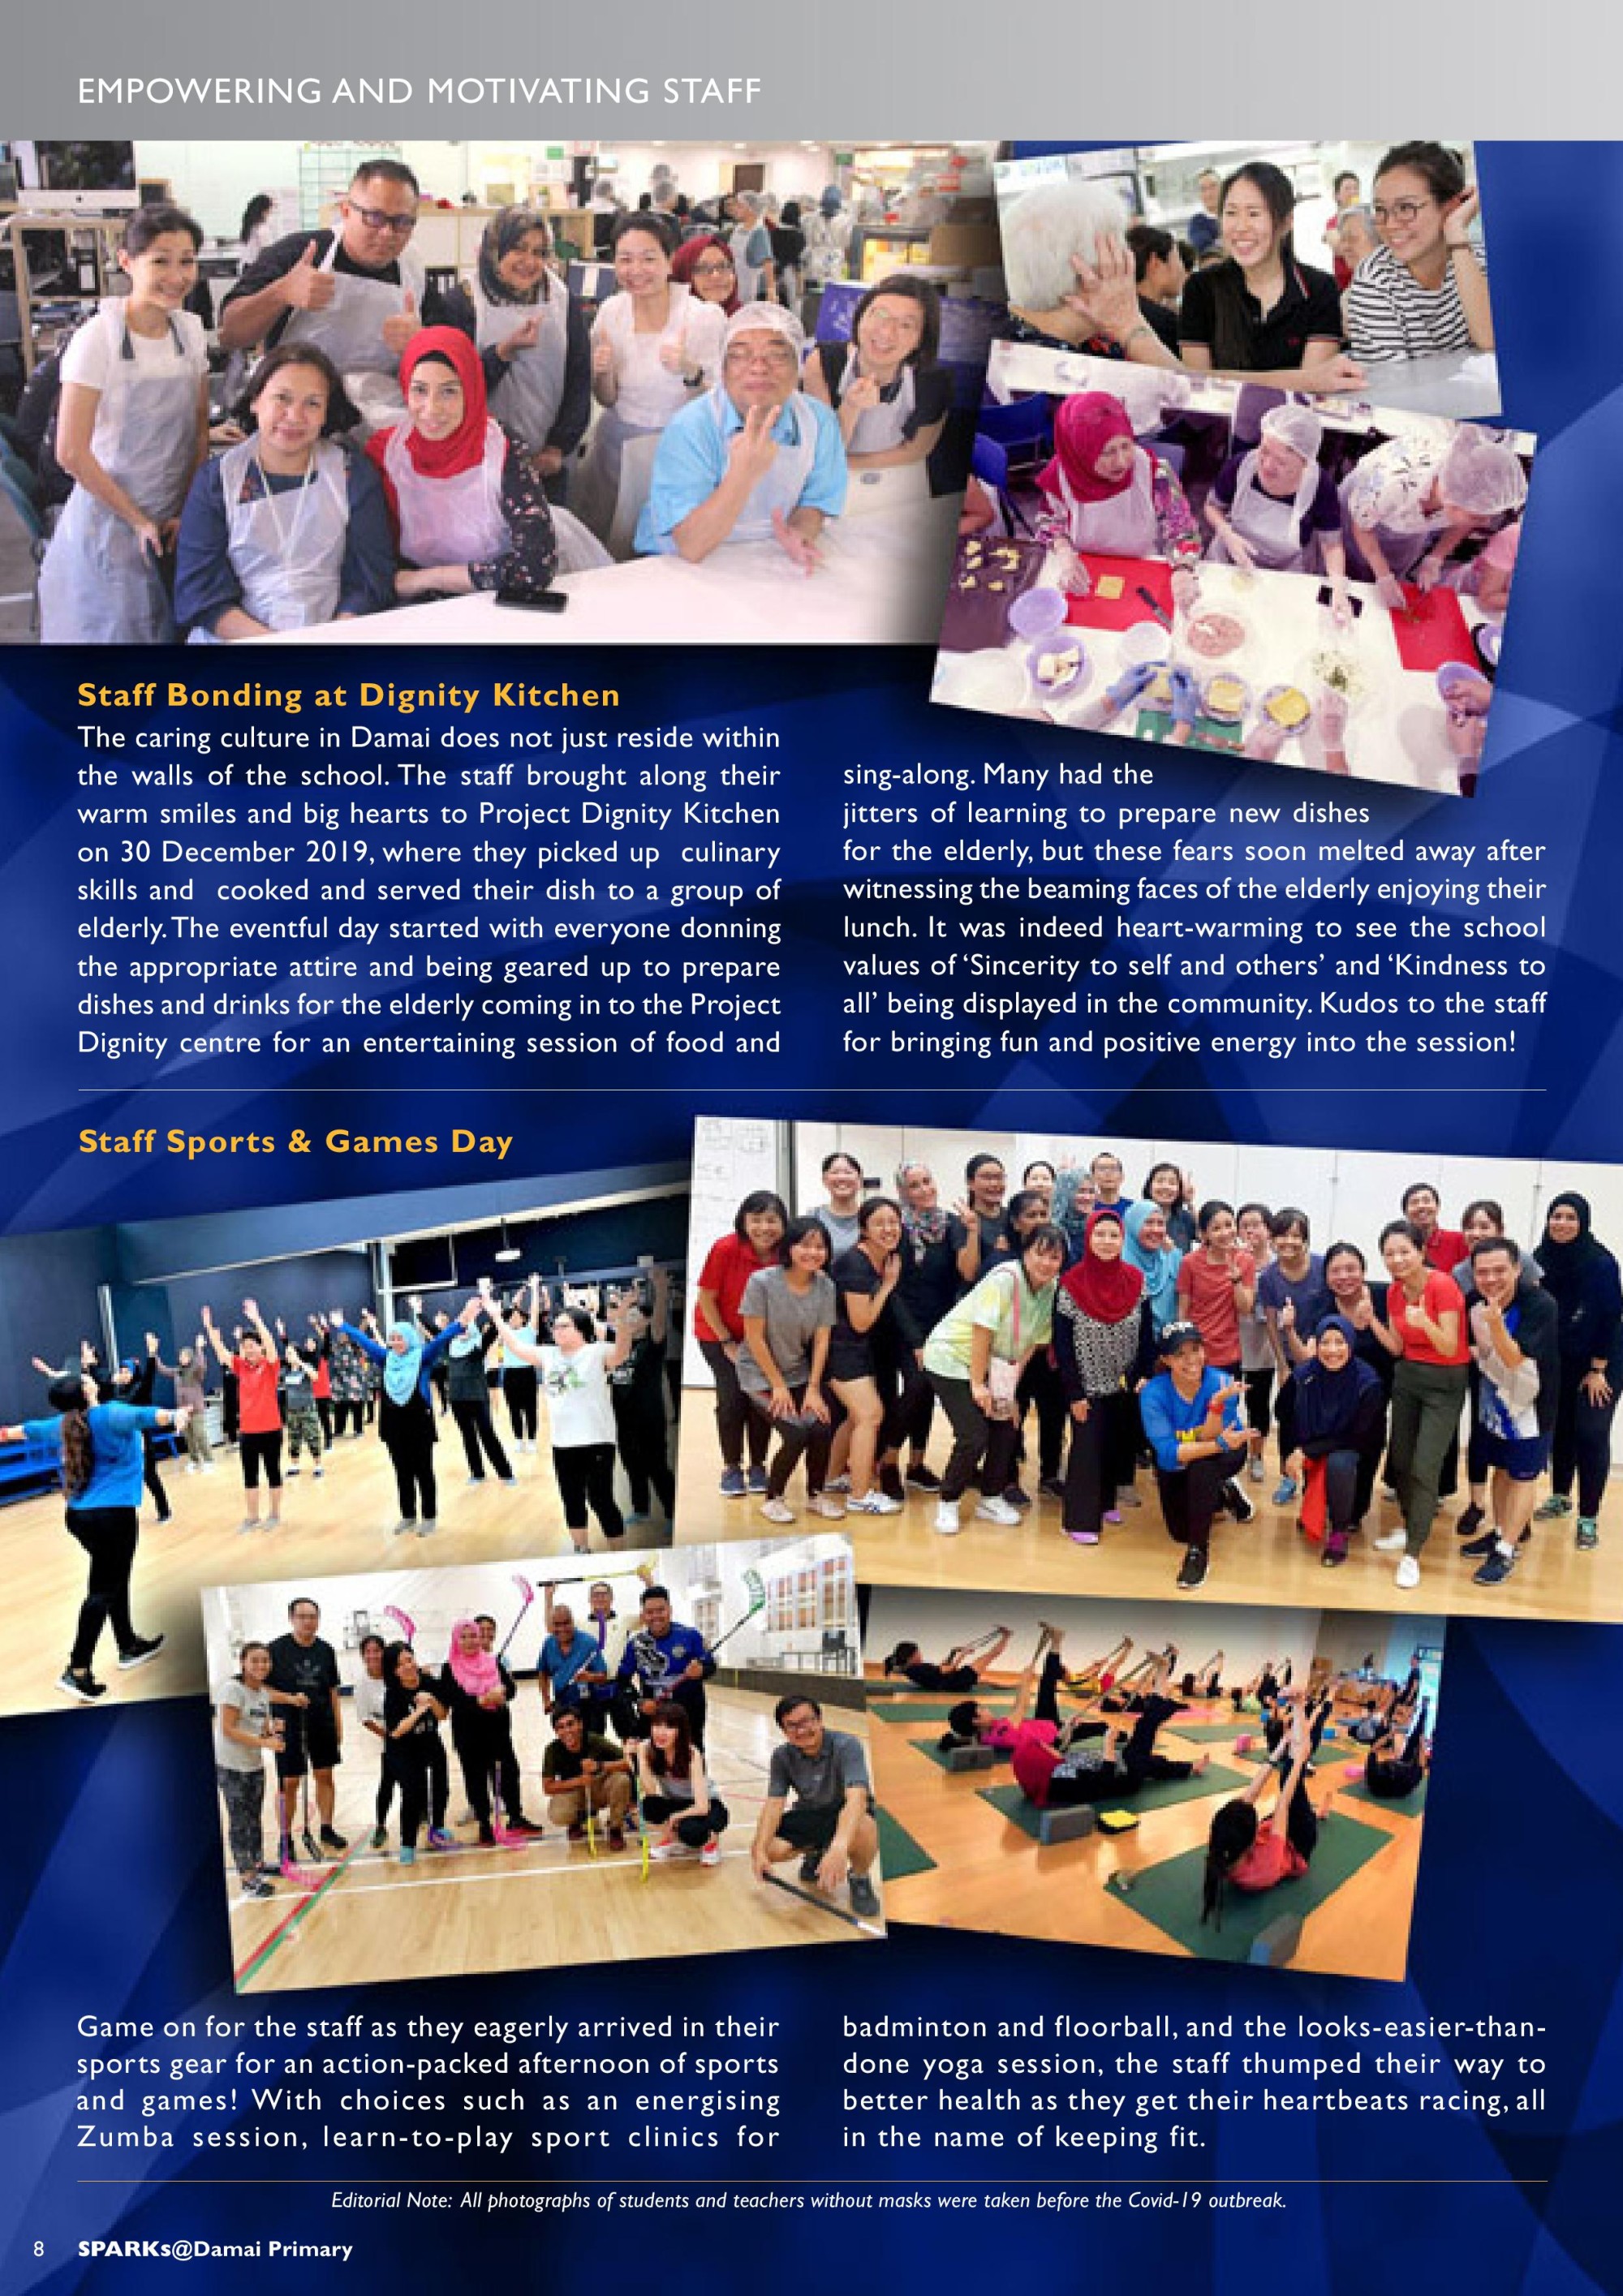 EMPOWERING AND MOTIVATING STAFF
Staff Bonding at Dignity Kitchen
The caring culture in Damai does not just reside within
the walls of the school. The staff brought along their
warm smiles and big hearts to Project Dignity Kitchen
on 30 December 2019, where they picked up culinary
skills and cooked and served their dish to a group of
elderly. The eventful day started with everyone donning
the appropriate attire and being geared up to prepare
dishes and drinks for the elderly coming in to the Project
Dignity centre for an entertaining session of food and
sing-along. Many had the
jitters of learning to prepare new dishes
for the elderly, but these fears soon melted away after
witnessing the beaming faces of the elderly enjoying their
lunch. It was indeed heart-warming to see the school
values of ‘Sincerity to self and others’ and ‘Kindness to
all’ being displayed in the community. Kudos to the staff
for bringing fun and positive energy into the session!
Staff Sports & Games Day
Game on for the staff as they eagerly arrived in their
sports gear for an action-packed afternoon of sports
and games! With choices such as an energising
Zumba session, learn-to-play sport clinics for
badminton and floorball, and the looks-easier-than-
done yoga session, the staff thumped their way to
better health as they get their heartbeats racing, all
in the name of keeping fit.
Editorial Note: All photographs of students and teachers without masks were taken before the Covid-19 outbreak.
8 SPARKs@Damai Primary